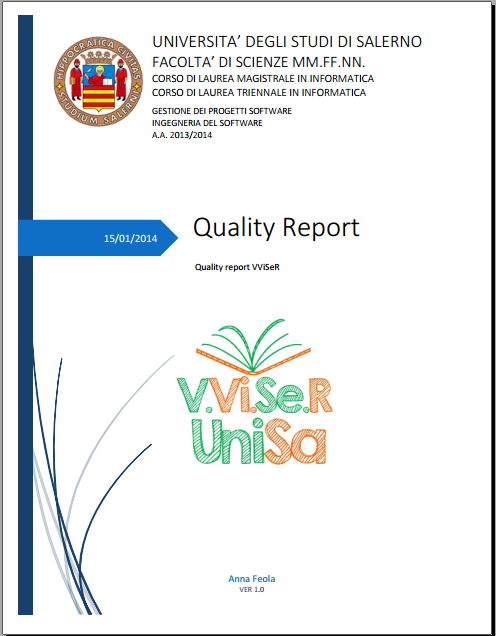 UNIVERSITA’ DEGLI STUDI DI SALERNO
FACOLTA’ DI SCIENZE MM.FF.NN.
CORSO DI LAUREA MAGISTRALE IN INFORMATICA
CORSO DI LAUREA TRIENNALE IN INFORMATICA
GESTIONE DEI PROGETTI SOFTWARE
INGEGNERIA DEL SOFTWARE
A.A. 2013/2014
HIPPOCRATICA CIVITAS
STUDIUM SALERNI
15/01/2014
Quality Report
Quality report VViSeR
V.Vi.Se.R
UniSa
Anna Feola
VER 1.0